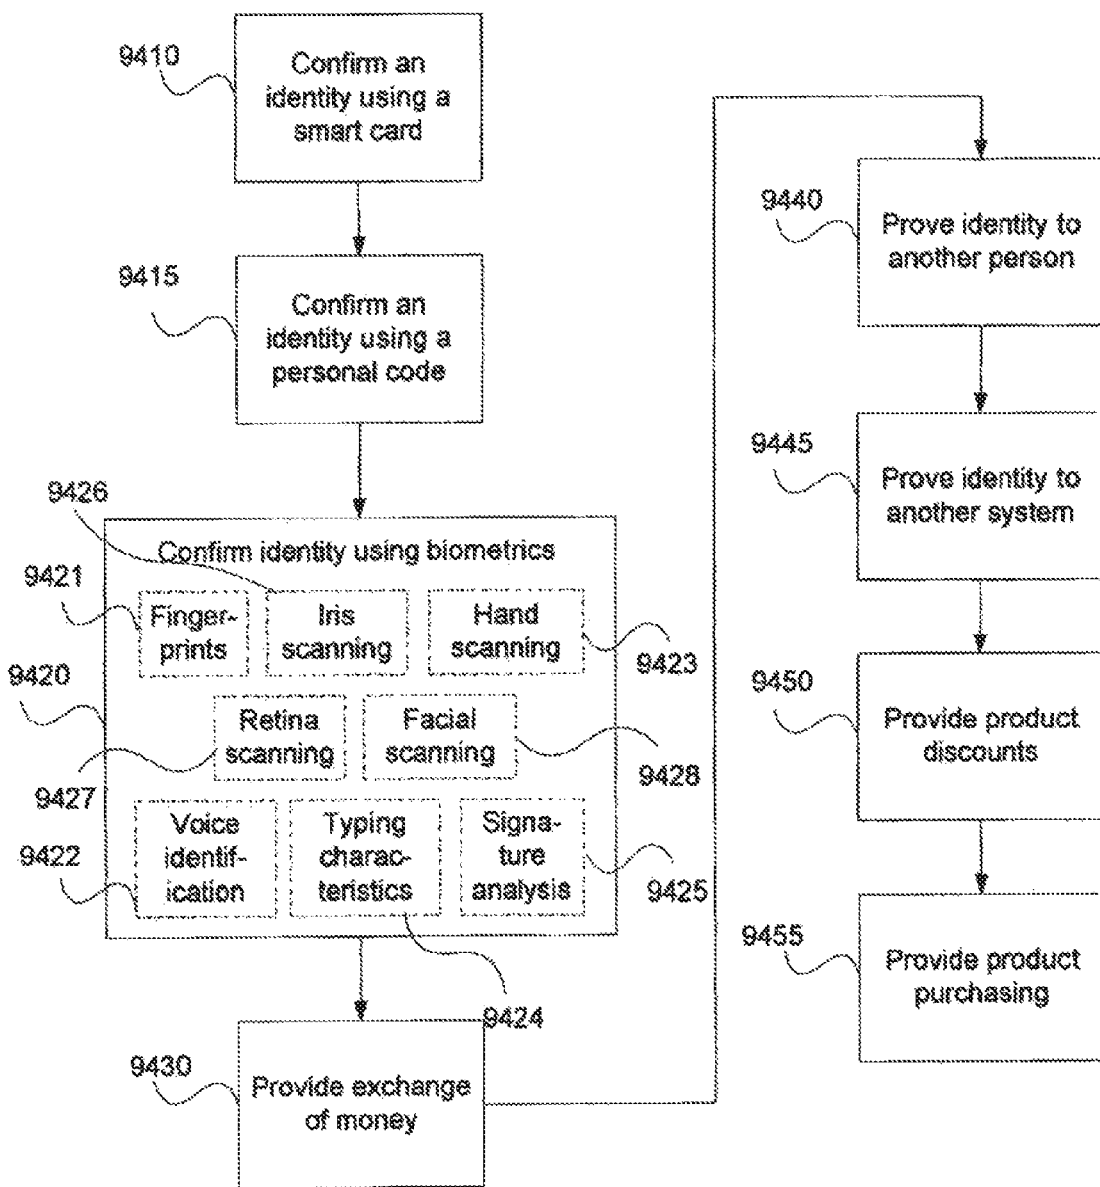 9410
Confirm an
identity using a
smart card
9415
Confirm an
identity using a
personal code
9426
Confirm identity using biometrics
9421
Finger-
prints
Iris
scanning
Hand
scanning
9423
9420
Retina
scanning
Facial
scanning
9427
9428
9422
Voice
identif-
ication
Typing
charac-
teristics
Signa-
ture
analysis
9425
9424
9430
Provide exchange
of money
9440
Prove identity to
another person
9445
Prove identity to
another system
9450
Provide product
discounts
9455
Provide product
purchasing